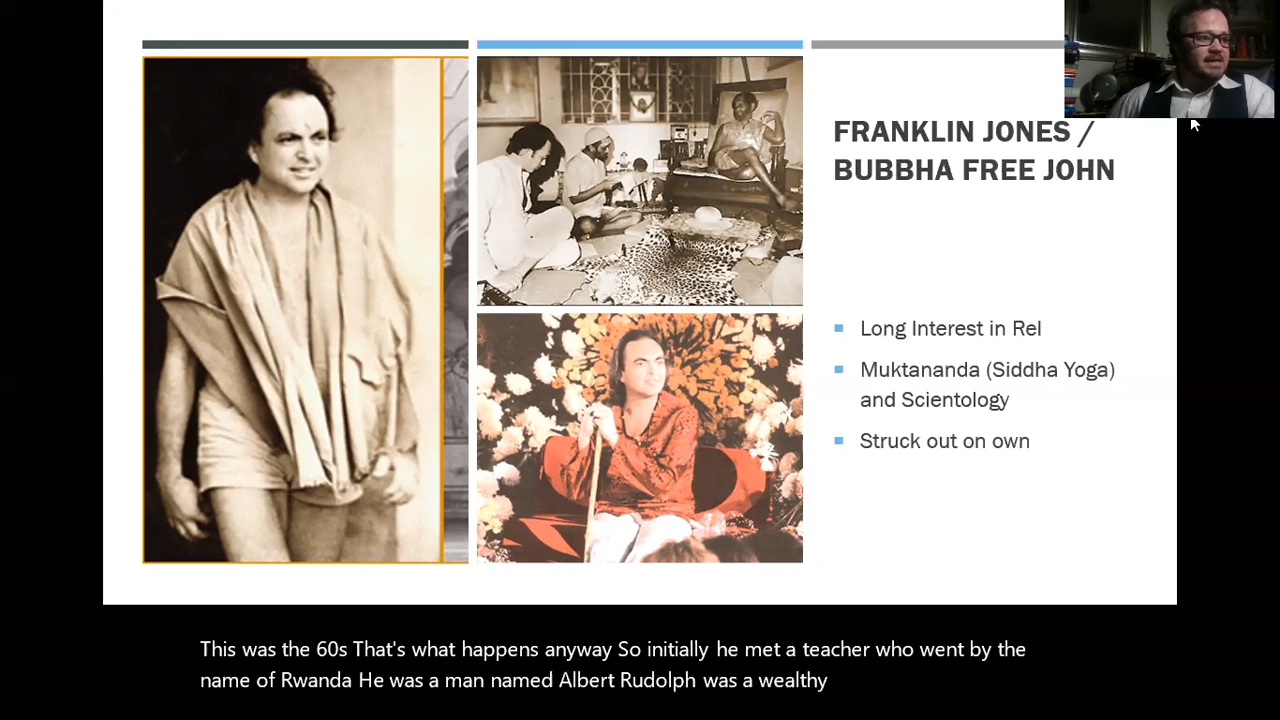 FRANKLIN JONES /
BUBBHA FREE JOHN
Long Interest in Rel
Muktananda (Siddha Yoga)
and Scientology
Struck out on own
This was the 60s That's what happens anyway So initially he met a teacher who went by the
name of Rwanda He was a man named Albert Rudolph was a wealthy